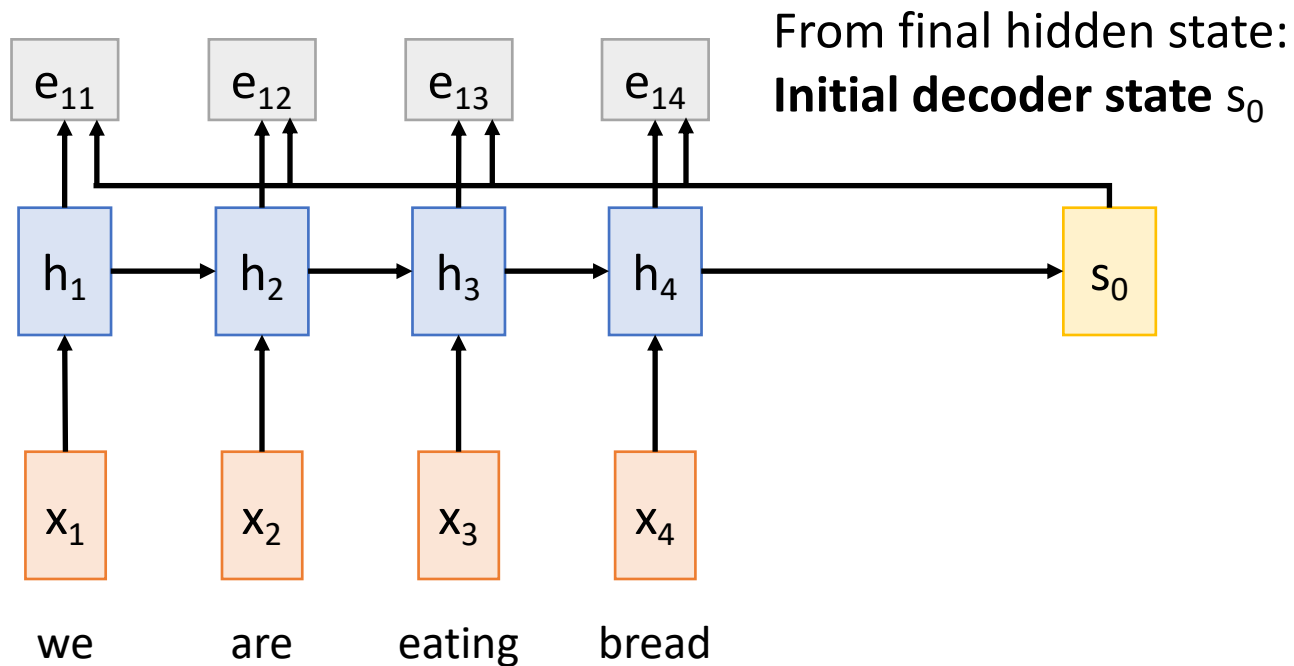 From final hidden state:
Initial decoder state s₀
e₁₁ e₁₂ e₁₃ e₁₄
h₁ h₂ h₃ h₄ s₀
x₁ x₂ x₃ x₄
we are eating bread